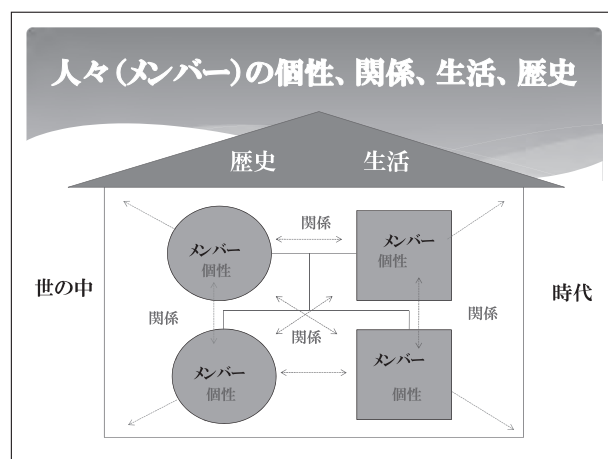 人々(メンバー)の個性、関係、生活、歴史
歴史 生活
関係
メンバー
個性
メンバー
個性
世の中
時代
関係
関係
関係
メンバー
個性
メンバー
個性